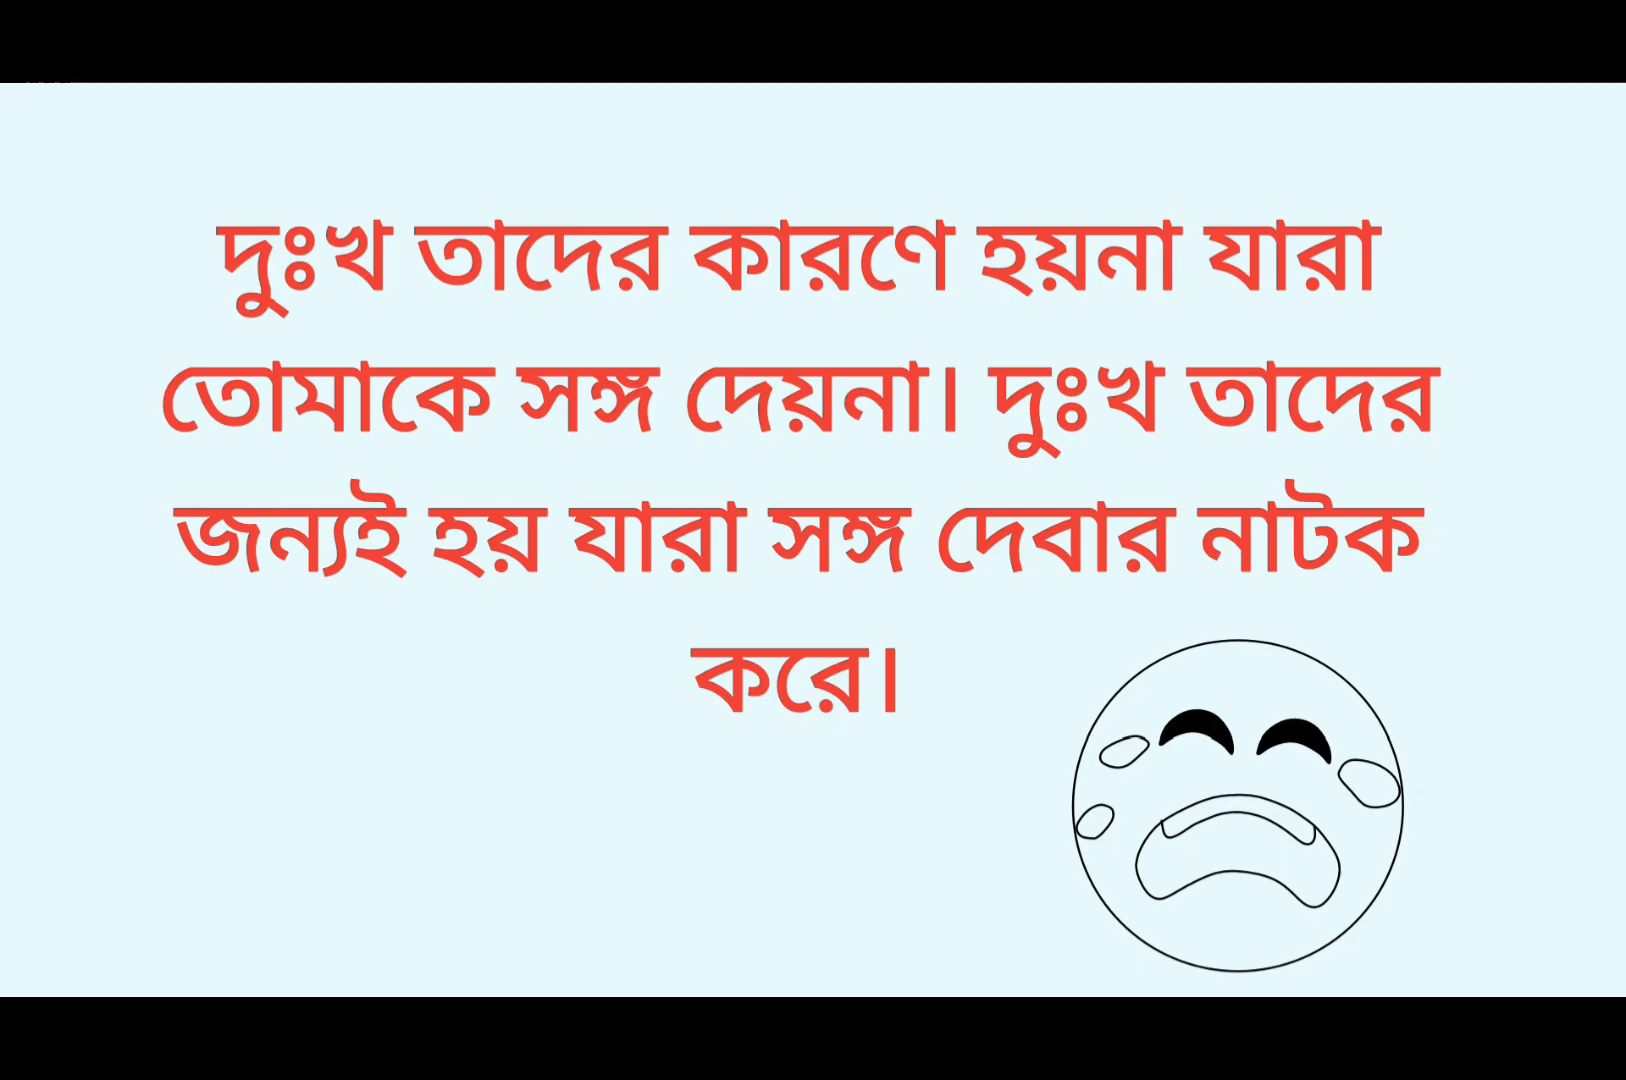 দুঃখ তাদের কারণে হয়না যারা
তোমাকে সঙ্গ দেয়না। দুঃখ তাদের
জন্যই হয় যারা সঙ্গ দেবার নাটক
করে।